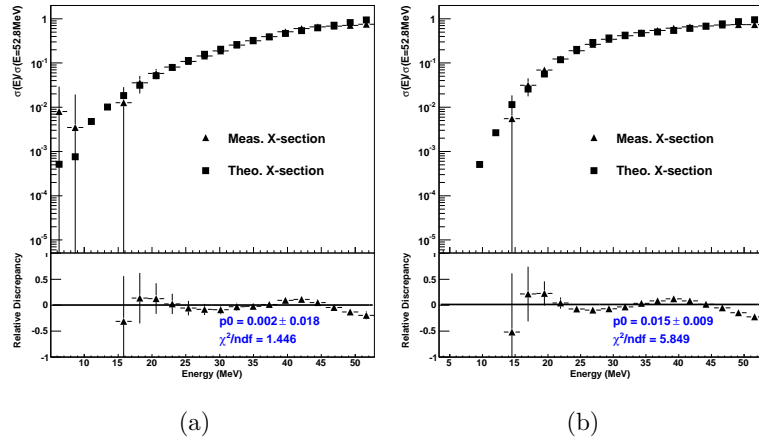 σ(E)/σ(E=52.8MeV)
1
10⁻¹
10⁻²
10⁻³
10⁻⁴
10⁻⁵
Meas. X-section
Theo. X-section
Relative Discrepancy
0.5
0
-0.5
-1
p0 = 0.002 ± 0.018
χ²/ndf = 1.446
10 15 20 25 30 35 40 45 50
Energy (MeV)
(a)
σ(E)/σ(E=52.8MeV)
1
10⁻¹
10⁻²
10⁻³
10⁻⁴
10⁻⁵
Meas. X-section
Theo. X-section
Relative Discrepancy
0.5
0
-0.5
-1
p0 = 0.015 ± 0.009
χ²/ndf = 5.849
5 10 15 20 25 30 35 40 45 50
Energy (MeV)
(b)